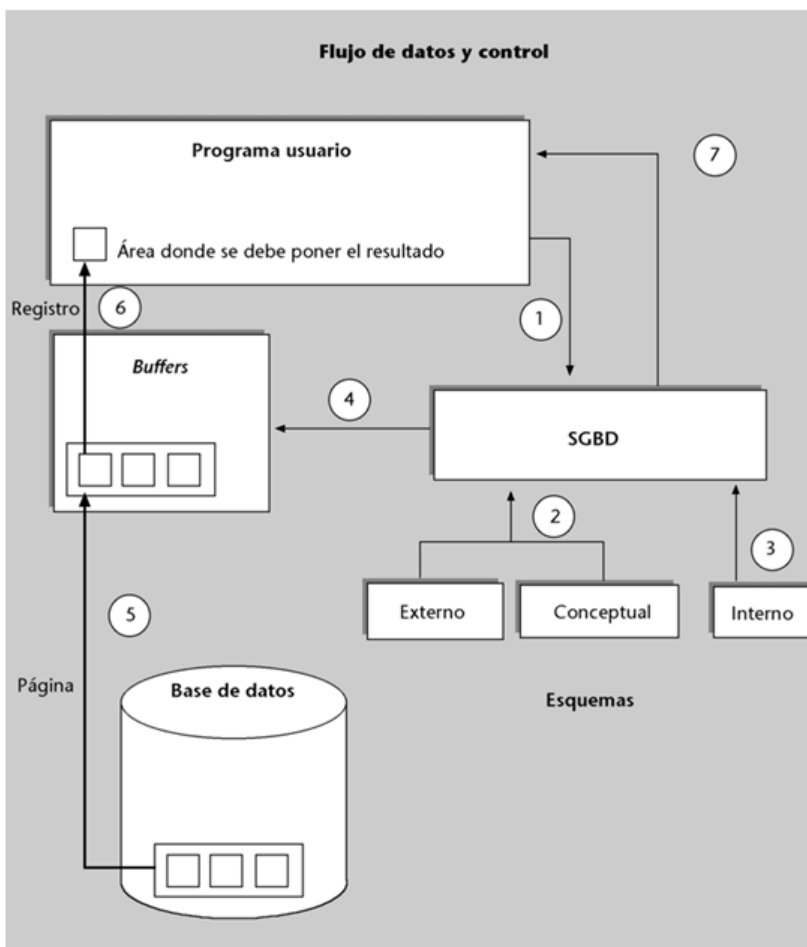 Flujo de datos y control
Programa usuario
7
Área donde se debe poner el resultado
Registro
6
1
Buffers
4
SGBD
2
3
Externo
Conceptual
Interno
5
Página
Base de datos
Esquemas